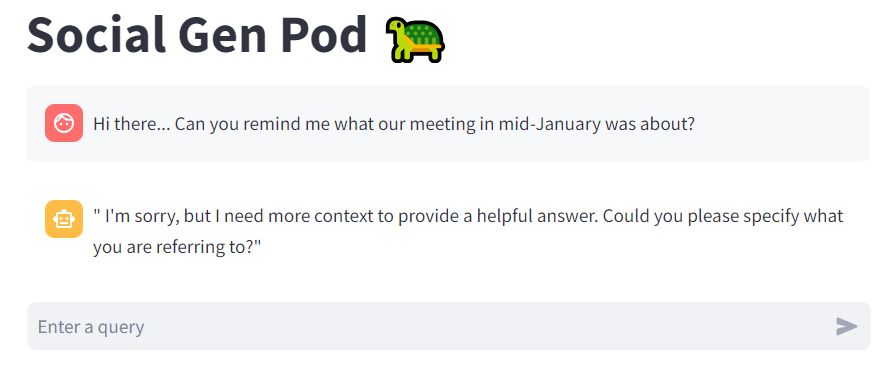 Social Gen Pod 🐢
Hi there... Can you remind me what our meeting in mid-January was about?
" I'm sorry, but I need more context to provide a helpful answer. Could you please specify what
you are referring to?"
Enter a query